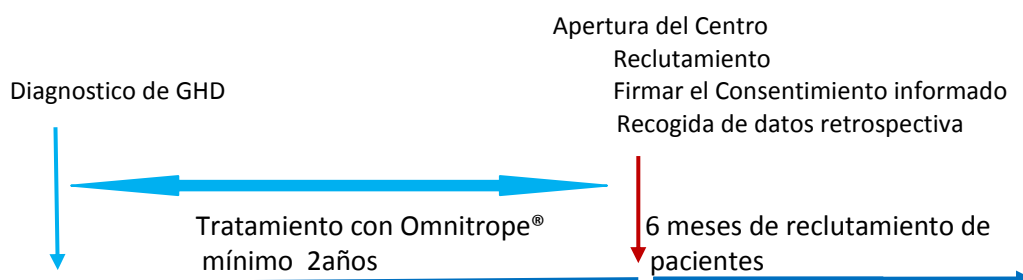 Apertura del Centro
Reclutamiento
Diagnostico de GHD
Firmar el Consentimiento informado
Recogida de datos retrospectiva
Tratamiento con Omnitrope®
mínimo 2años
6 meses de reclutamiento de
pacientes